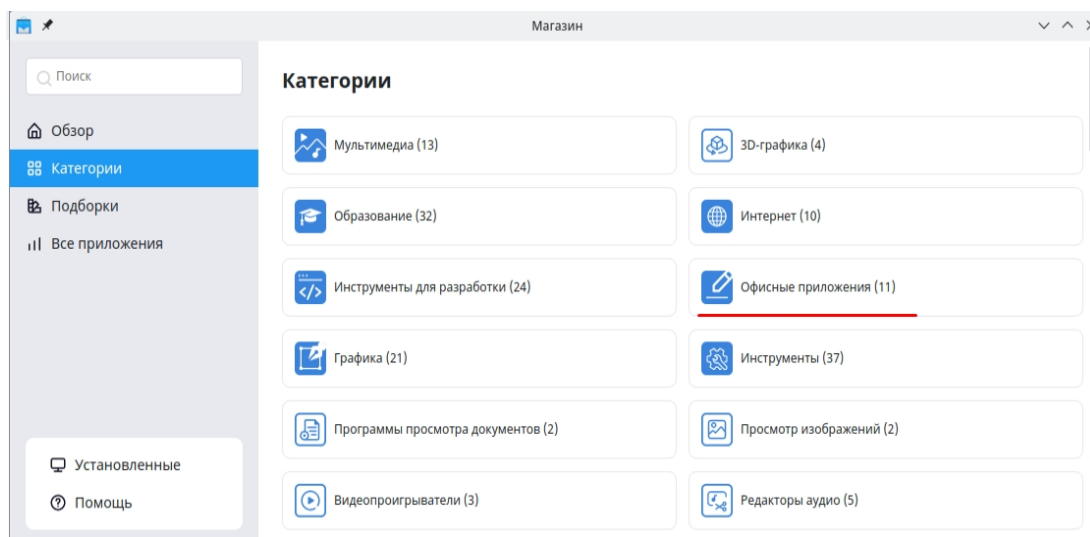 Магазин
Поиск
Обзор
Категории
Подборки
Все приложения
Установленные
Помощь
Категории
Мультимедиа (13)
3D-графика (4)
Образование (32)
Интернет (10)
Инструменты для разработки (24)
Офисные приложения (11)
Графика (21)
Инструменты (37)
Программы просмотра документов (2)
Просмотр изображений (2)
Видеопроигрыватели (3)
Редакторы аудио (5)